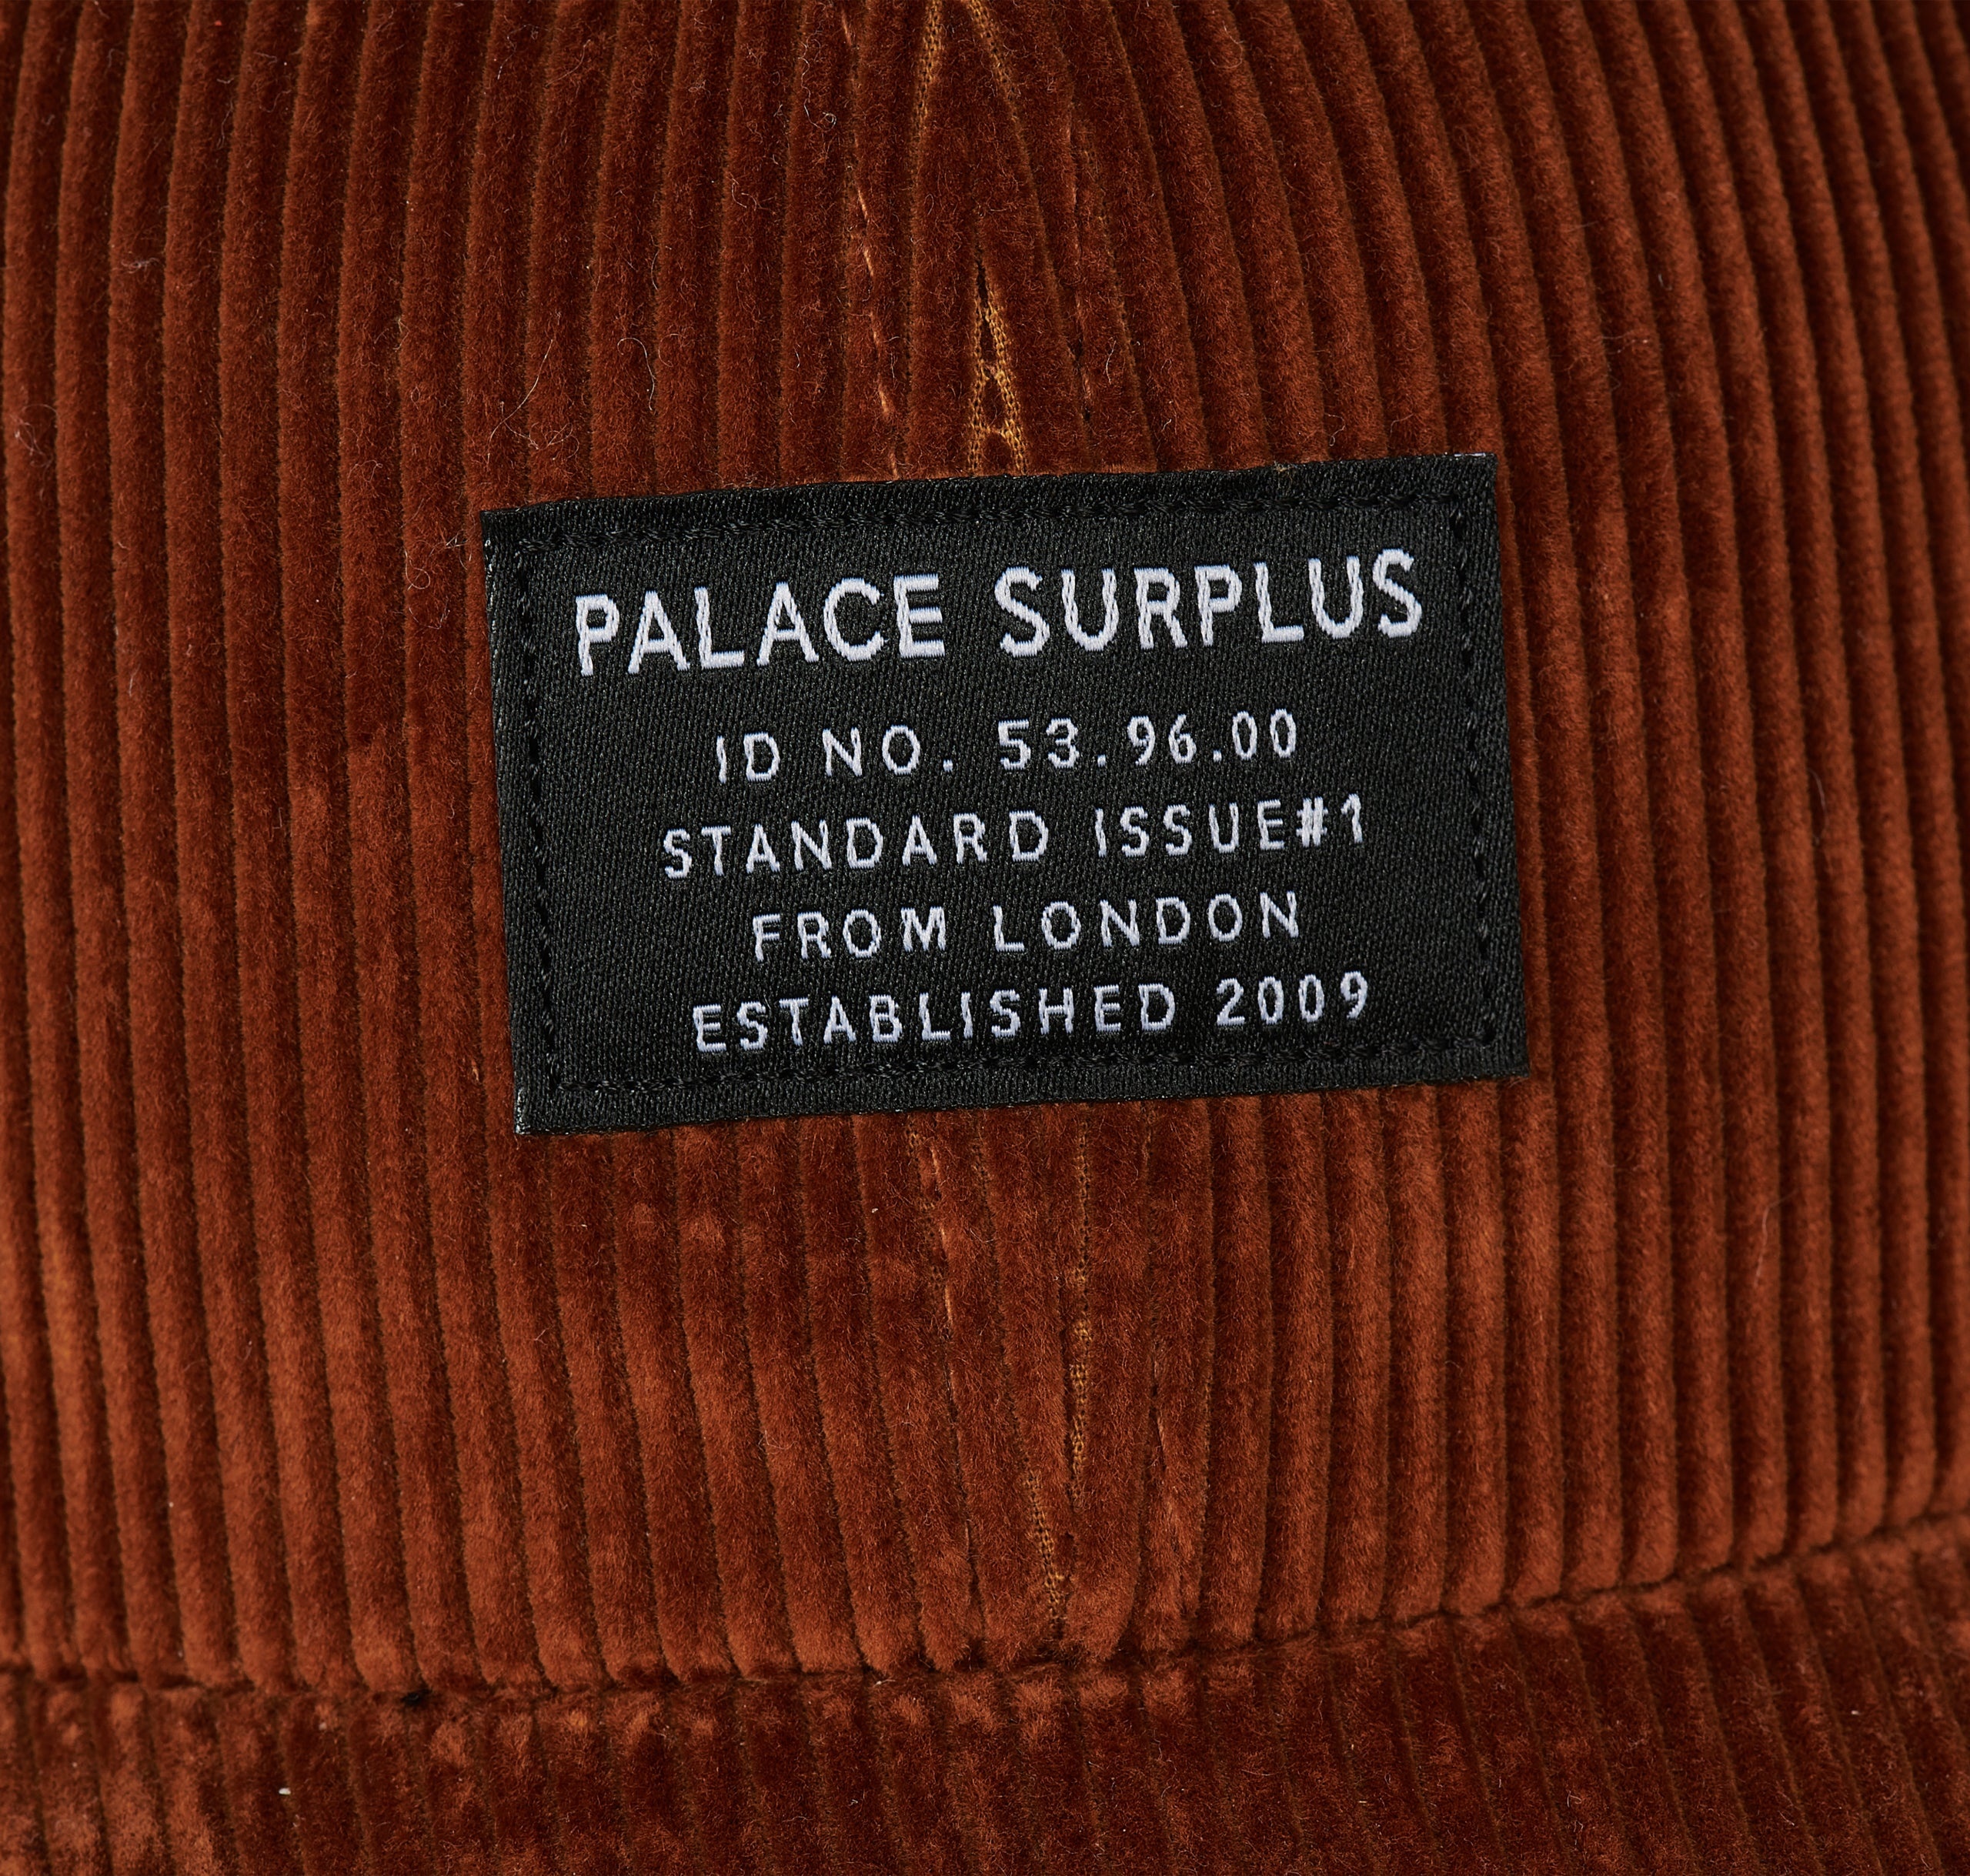 PALACE SURPLUS
ID NO. 53.96.00
STANDARD ISSUE#1
FROM LONDON
ESTABLISHED 2009